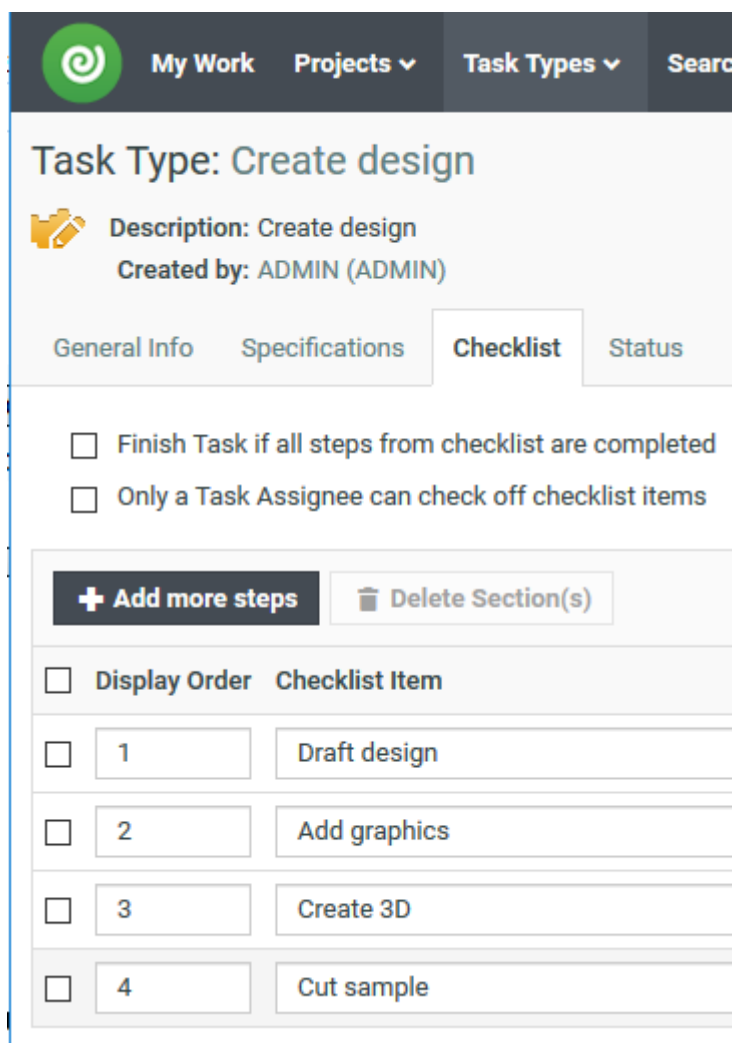 My Work Projects Task Types
Task Type: Create design
Description: Create design
Created by: ADMIN (ADMIN)
General Info Specifications Checklist Status
Finish Task if all steps from checklist are completed
Only a Task Assignee can check off checklist items
Add more steps Delete Section(s)
Display Order Checklist Item
1 Draft design
2 Add graphics
3 Create 3D
4 Cut sample